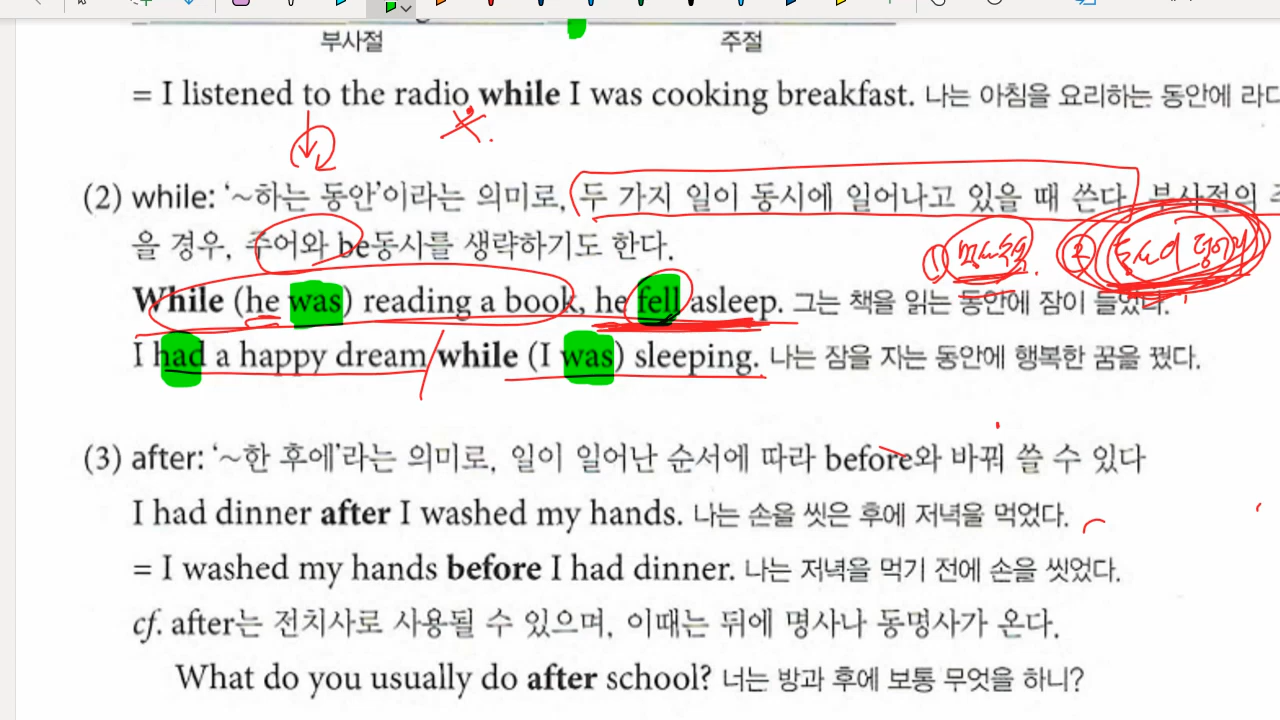 부사절 주절
= I listened to the radio while I was cooking breakfast. 나는 아침을 요리하는 동안에
(2) while: ‘~하는 동안’이라는 의미로, 두 가지 일이 동시에 일어나고 있을 때 쓴다. 부사절의
을 경우, 주어와 be동사를 생략하기도 한다.
① ②
While (he was) reading a book, he fell asleep. 그는 책을 읽는 동안에 잠이 들었다.
I had a happy dream while (I was) sleeping. 나는 잠을 자는 동안에 행복한 꿈을 꿨다.
(3) after: ‘~한 후에’라는 의미로, 일이 일어난 순서에 따라 before와 바꿔 쓸 수 있다
I had dinner after I washed my hands. 나는 손을 씻은 후에 저녁을 먹었다.
= I washed my hands before I had dinner. 나는 저녁을 먹기 전에 손을 씻었다.
cf. after는 전치사로 사용될 수 있으며, 이때는 뒤에 명사나 동명사가 온다.
What do you usually do after school? 너는 방과 후에 보통 무엇을 하니?